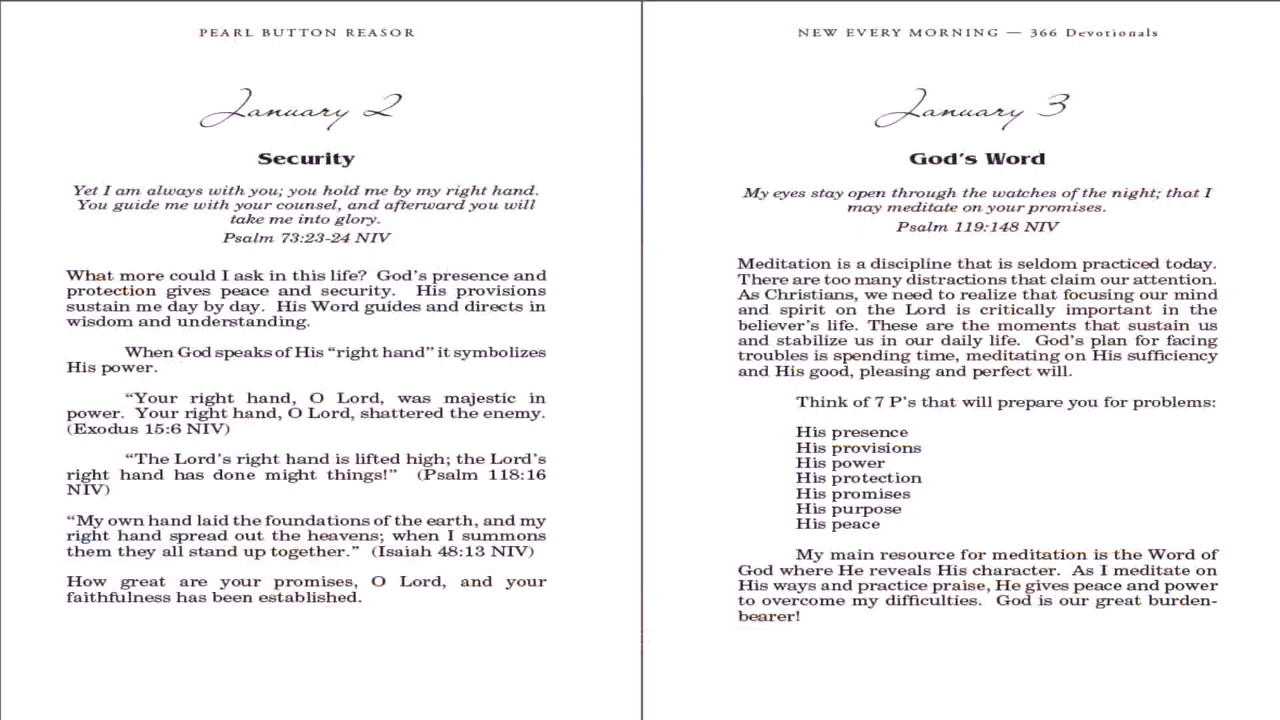 PEARL BUTTON REASOR
January 2
Security
Yet I am always with you; you hold me by my right hand.
You guide me with your counsel, and afterward you will
take me into glory.
Psalm 73:23-24 NIV
What more could I ask in this life?  God's presence and
protection gives peace and security.  His provisions
sustain me day by day.  His Word guides and directs in
wisdom and understanding.
When God speaks of His “right hand” it symbolizes
His power.
“Your right hand, O Lord, was majestic in
power.  Your right hand, O Lord, shattered the enemy.
(Exodus 15:6 NIV)
“The Lord's right hand is lifted high; the Lord's
right hand has done might things!”  (Psalm 118:16
NIV)
“My own hand laid the foundations of the earth, and my
right hand spread out the heavens; when I summons
them they all stand up together.”  (Isaiah 48:13 NIV)
How great are your promises, O Lord, and your
faithfulness has been established.
NEW EVERY MORNING — 366 Devotionals
January 3
God's Word
My eyes stay open through the watches of the night; that I
may meditate on your promises.
Psalm 119:148 NIV
Meditation is a discipline that is seldom practiced today.
There are too many distractions that claim our attention.
As Christians, we need to realize that focusing our mind
and spirit on the Lord is critically important in the
believer's life. These are the moments that sustain us
and stabilize us in our daily life.  God's plan for facing
troubles is spending time, meditating on His sufficiency
and His good, pleasing and perfect will.
Think of 7 P's that will prepare you for problems:
His presence
His provisions
His power
His protection
His promises
His purpose
His peace
My main resource for meditation is the Word of
God where He reveals His character.  As I meditate on
His ways and practice praise, He gives peace and power
to overcome my difficulties.  God is our great burden-
bearer!